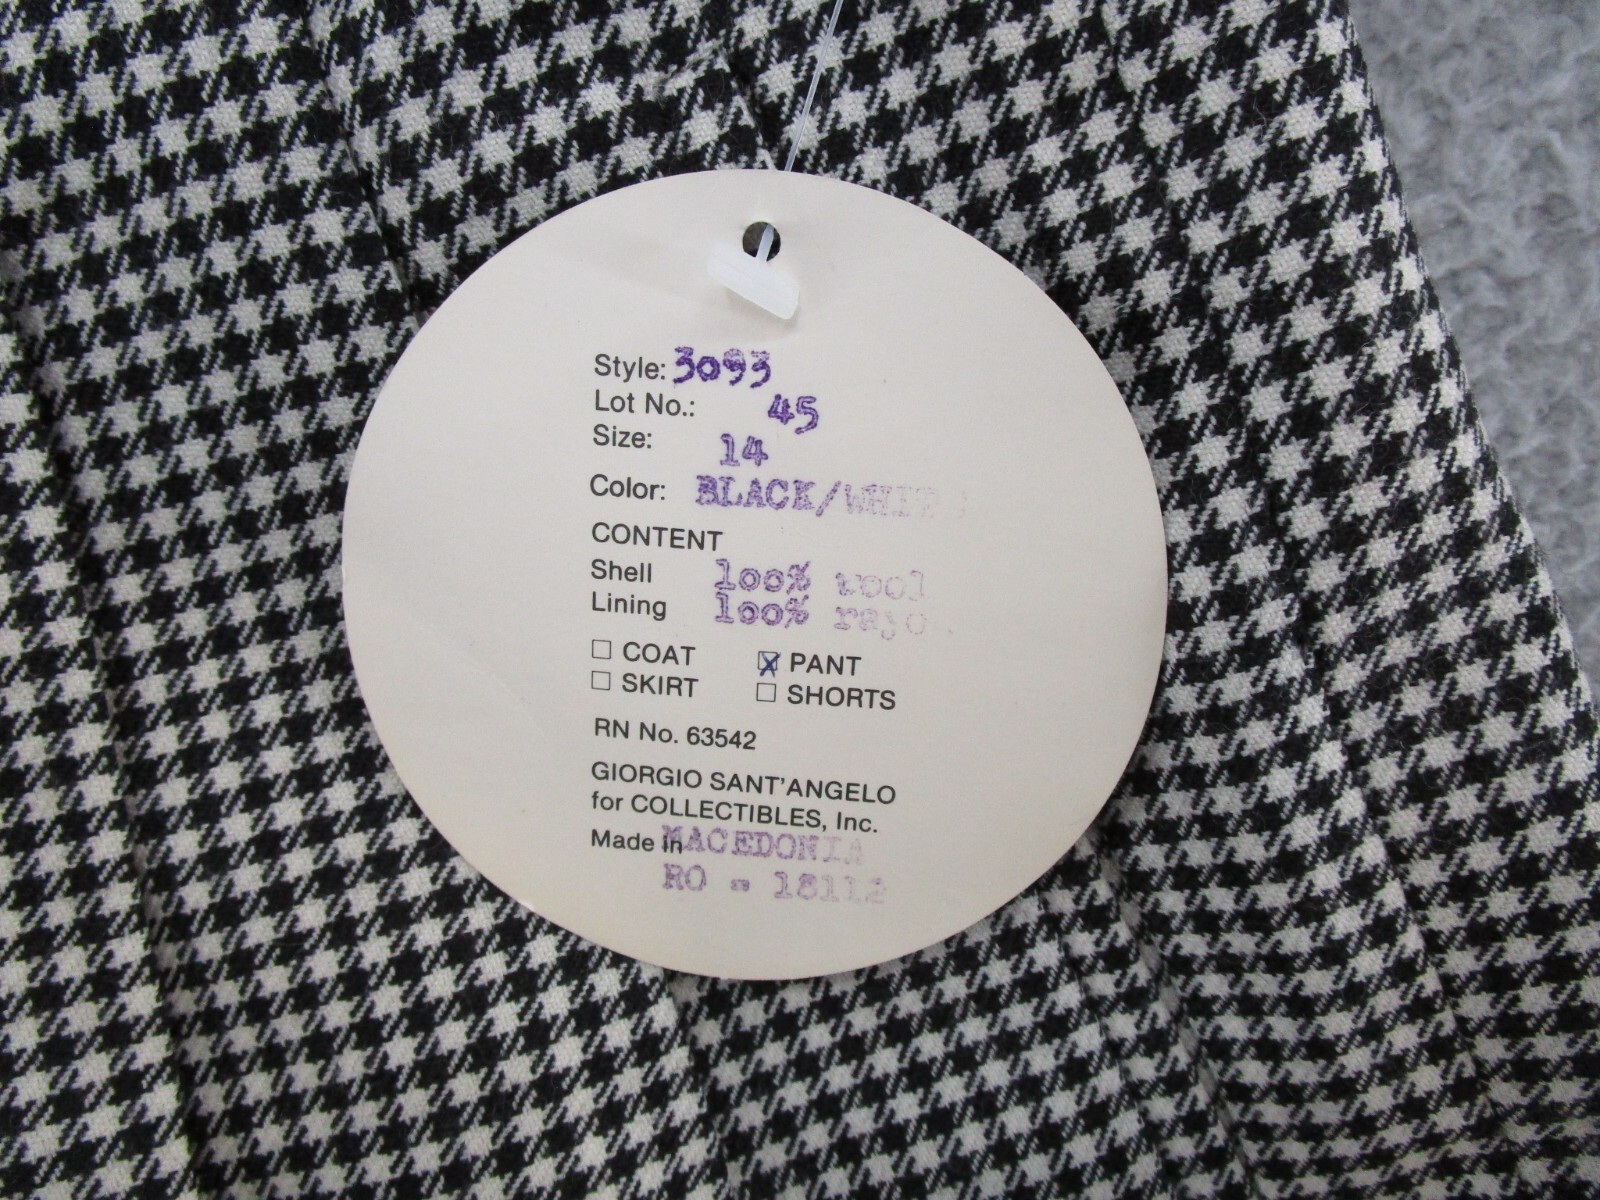 Style: 3093
Lot No.: 45
Size: 14
Color: BLACK/WHITE
CONTENT
Shell 100% wool
Lining 100% rayo
☐ COAT ☒ PANT
☐ SKIRT ☐ SHORTS
RN No. 63542
GIORGIO SANT'ANGELO
for COLLECTIBLES, Inc.
Made in MACEDONIA
RO - 18112